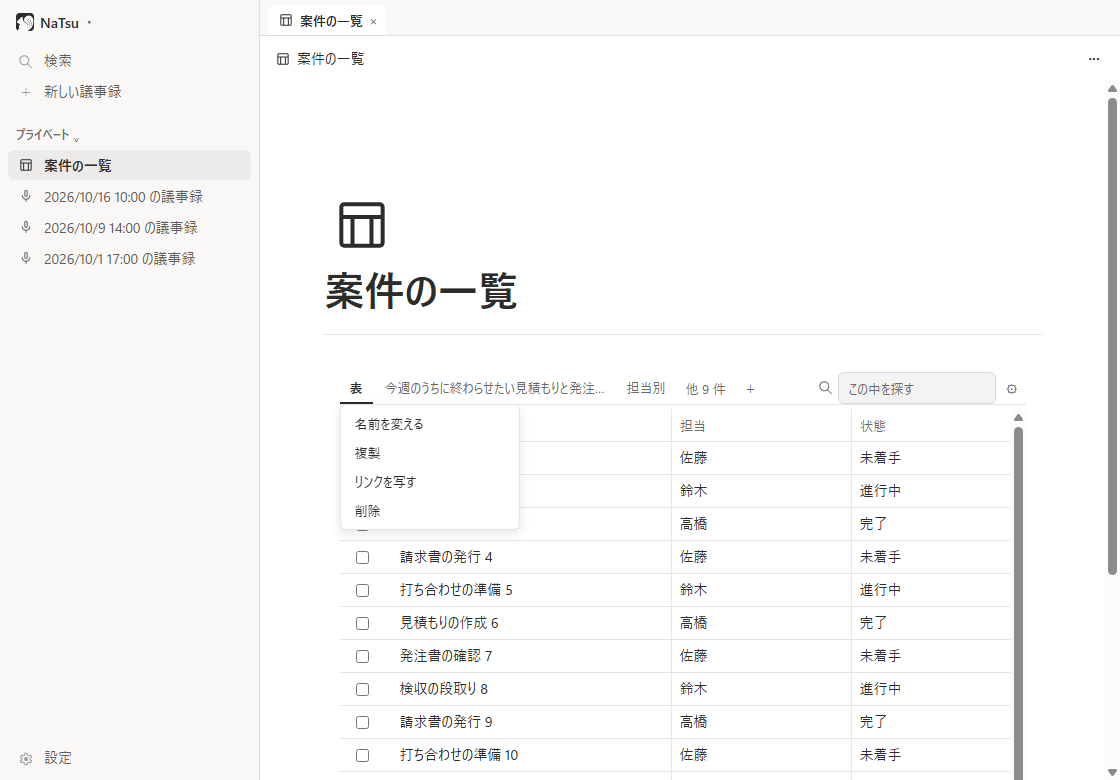 NaTsu
検索
新しい議事録
プライベート
案件の一覧
2026/10/16 10:00 の議事録
2026/10/9 14:00 の議事録
2026/10/1 17:00 の議事録
設定
案件の一覧 ×
案件の一覧 ...
案件の一覧
表 今週のうちに終わらせたい見積もりと発注... 担当別 他 9 件 + この中を探す
名前を変える
複製
リンクを写す
削除
担当 状態
佐藤 未着手
鈴木 進行中
高橋 完了
請求書の発行 4 佐藤 未着手
打ち合わせの準備 5 鈴木 進行中
見積もりの作成 6 高橋 完了
発注書の確認 7 佐藤 未着手
検収の段取り 8 鈴木 進行中
請求書の発行 9 高橋 完了
打ち合わせの準備 10 佐藤 未着手